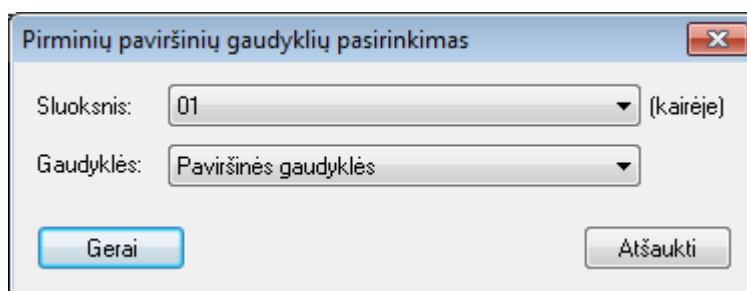 Pirminių paviršinių gaudyklių pasirinkimas
Sluoksnis: 01 (kairėje)
Gaudyklės: Paviršinės gaudyklės
Gerai Atšaukti